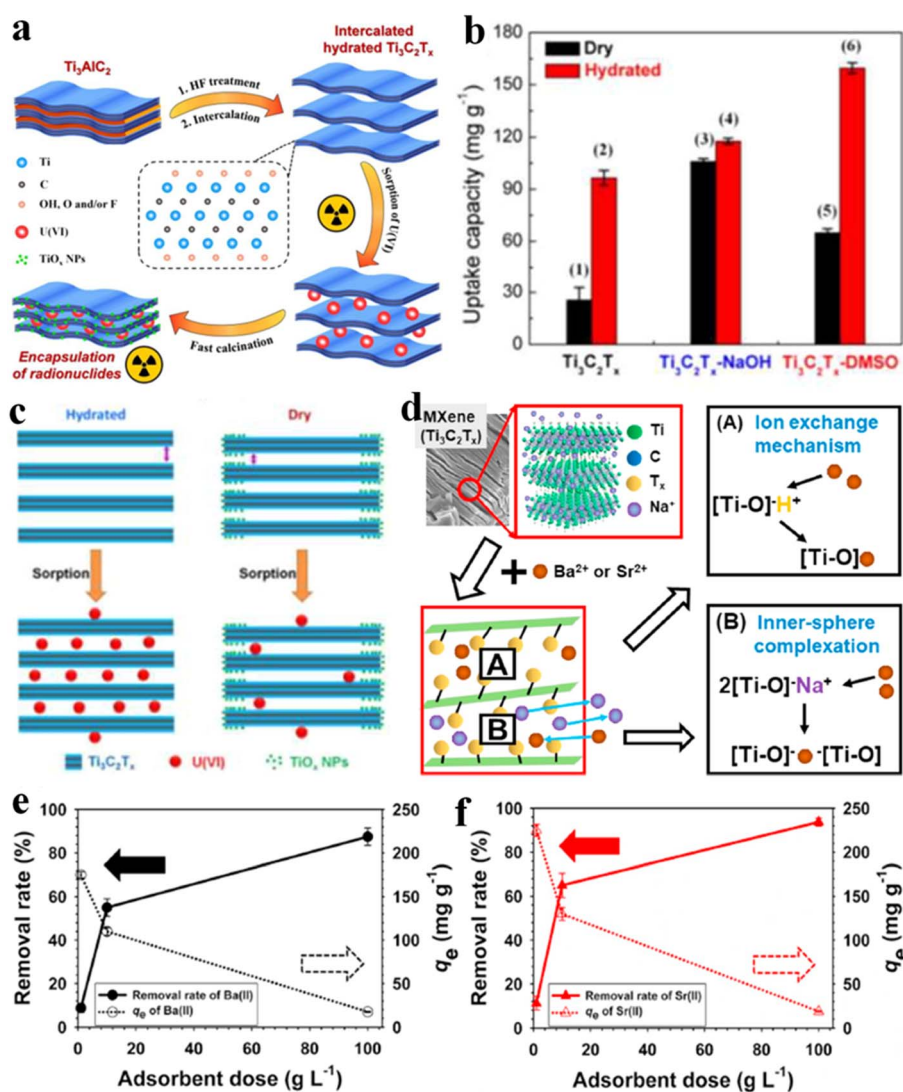 a
Ti3AlC2
1. HF treatment
2. Intercalation
Intercalated
hydrated Ti3C2Tx
Ti
C
OH, O and/or F
U(VI)
TiOx NPs
Sorption of U(VI)
Fast calcination
Encapsulation
of radionuclides
b
Uptake capacity (mg g-1)
160
120
90
60
30
0
Dry
Hydrated
(1)
(2)
(3)
(4)
(5)
(6)
Ti3C2Tx
Ti3C2Tx-NaOH
Ti3C2Tx-DMSO
c
Hydrated
Dry
Sorption
Sorption
Ti3C2Tx
U(VI)
TiOx NPs
d
MXene
(Ti3C2Tx)
Ti
C
Tx
Na+
+ Ba2+ or Sr2+
A
B
(A)
Ion exchange
mechanism
[Ti-O]-H+
[Ti-O]
(B)
Inner-sphere
complexation
2[Ti-O]-Na+
[Ti-O]- -[Ti-O]
e
Removal rate (%)
100
80
60
40
20
0
250
200
150
100
50
0
qe (mg g-1)
Removal rate of Ba(II)
qe of Ba(II)
0 20 40 60 80 100
Adsorbent dose (g L-1)
f
Removal rate (%)
100
80
60
40
20
0
250
200
150
100
50
0
qe (mg g-1)
Removal rate of Sr(II)
qe of Sr(II)
0 20 40 60 80 100
Adsorbent dose (g L-1)